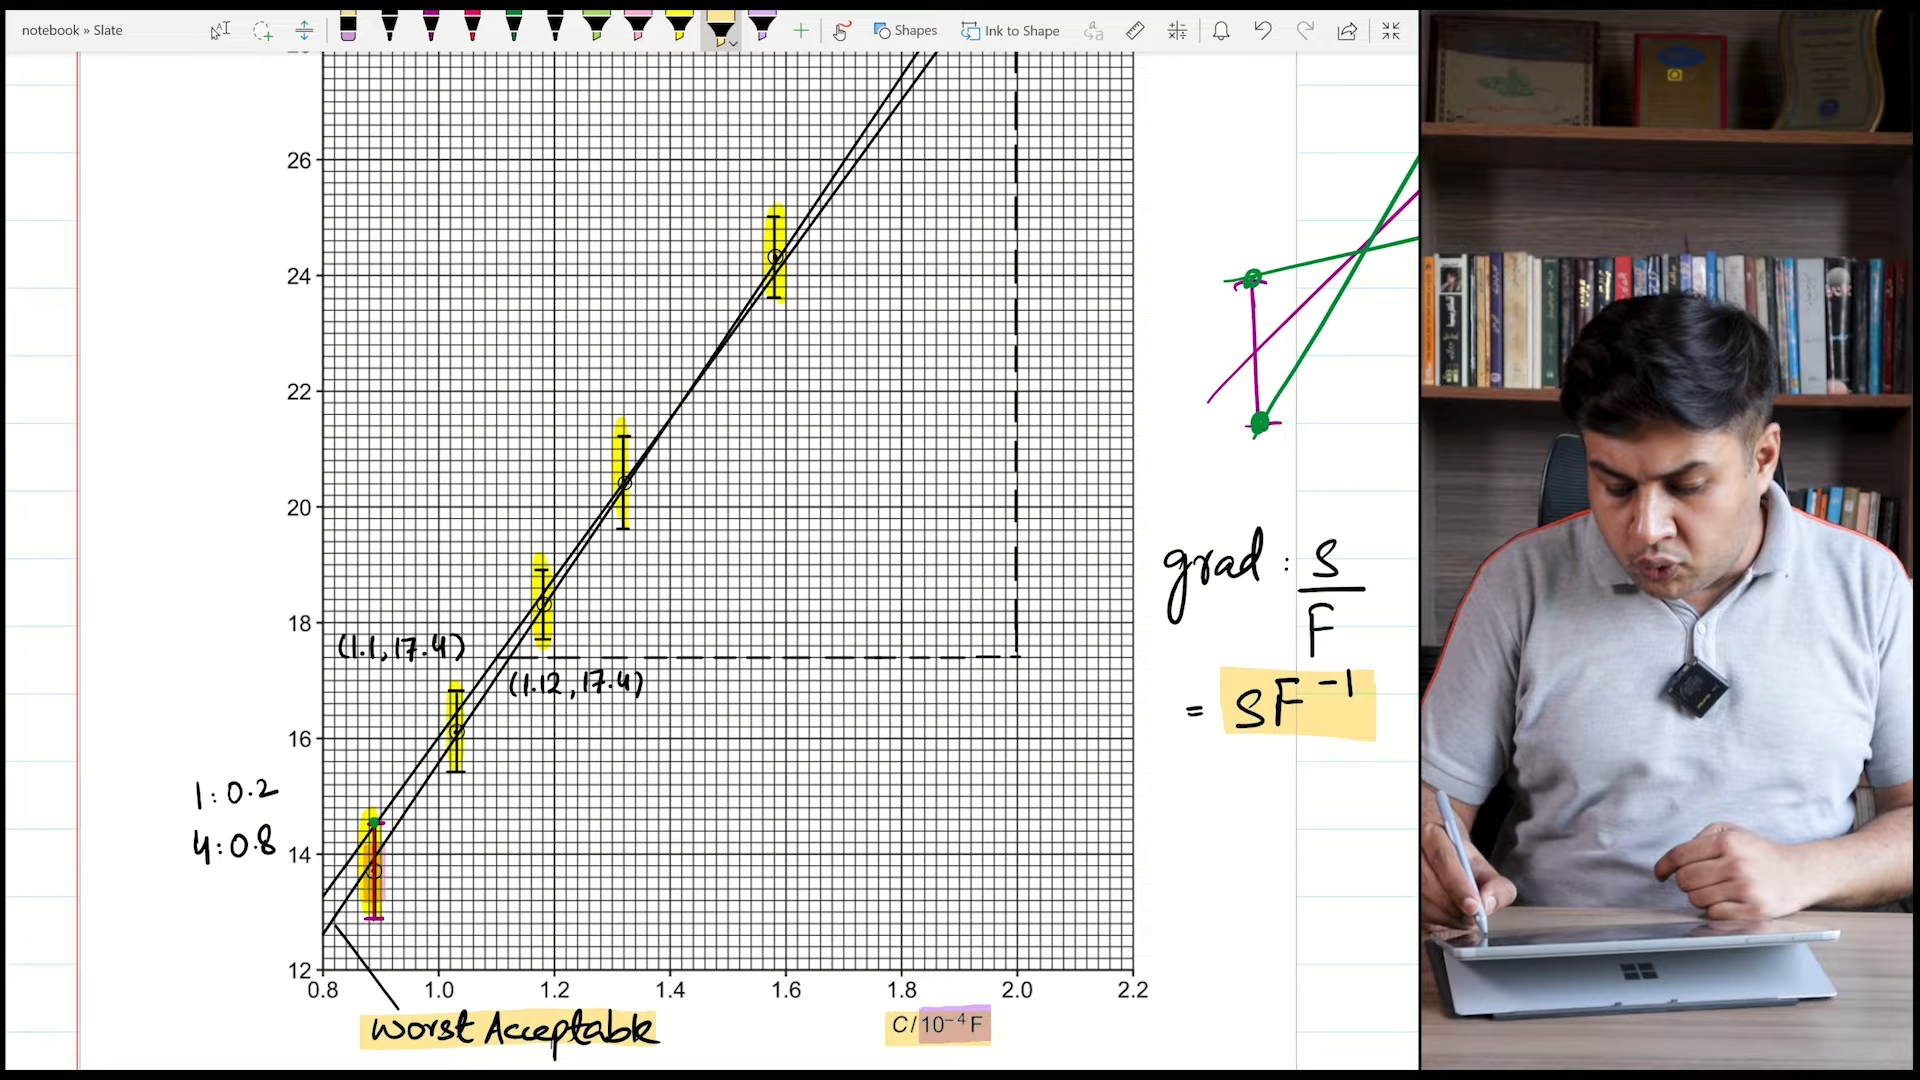 notebook » Slate
Shapes
Ink to Shape
26
24
22
20
18
(1.1, 17.4)
(1.12, 17.4)
16
1 : 0.2
4 : 0.8
14
12
0.8 1.0 1.2 1.4 1.6 1.8 2.0 2.2
worst Acceptable
C/10⁻⁴F
grad : s
F
= sF⁻¹